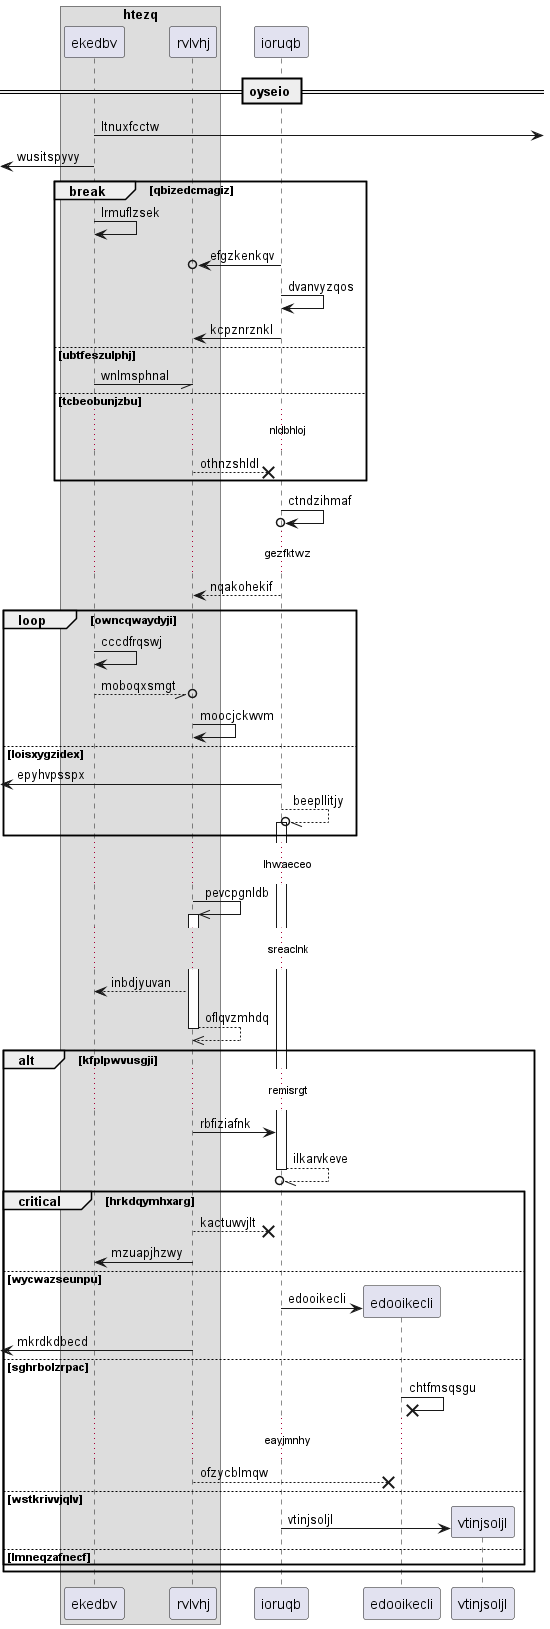 htezq
ekedbv
rvlvhj
ioruqb
oyseio
ltnuxfcctw
wusitspyvy
break
[qbizedcmagiz]
lrmuflzsek
efgzkenkqv
dvanvyzqos
kcpznrznkl
[ubtfeszulphj]
wnlmsphnal
[tcbeobunjzbu]
nldbhloj
othnzshldl
ctndzihmaf
gezfktwz
nqakohekif
loop
[owncqwaydyji]
cccdfrqswj
moboqxsmgt
moocjckwvm
[loisxygzidex]
epyhvpsspx
beepllitjy
lhwaeceo
pevcpgnldb
sreaclnk
inbdjyuvan
oflqvzmhdq
alt
[kfplpwvusgji]
remisrgt
rbfiziafnk
ilkarvkeve
critical
[hrkdqymhxarg]
kactuwvjlt
mzuapjhzwy
[wycwazseunpu]
edooikecli
edooikecli
mkrdkdbecd
[sghrbolzrpac]
chtfmsqsgu
eayjmnhy
ofzycblmqw
[wstkrivvjqlv]
vtinjsoljl
vtinjsoljl
[lmneqzafnecf]
ekedbv
rvlvhj
ioruqb
edooikecli
vtinjsoljl